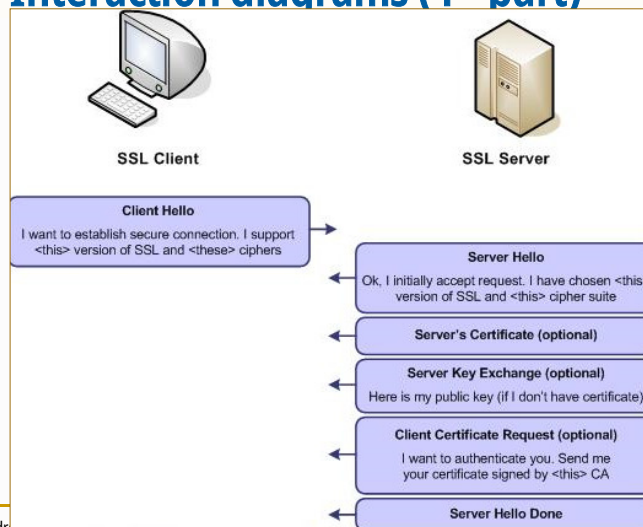 Interaction diagrams ( part)
SSL Client
SSL Server
Client Hello
I want to establish secure connection. I support
<this> version of SSL and <these> ciphers
Server Hello
Ok, I initially accept request. I have chosen <this
version of SSL and <this> cipher suite
Server's Certificate (optional)
Server Key Exchange (optional)
Here is my public key (if I don't have certificate)
Client Certificate Request (optional)
I want to authenticate you. Send me
your certificate signed by <this> CA
Server Hello Done